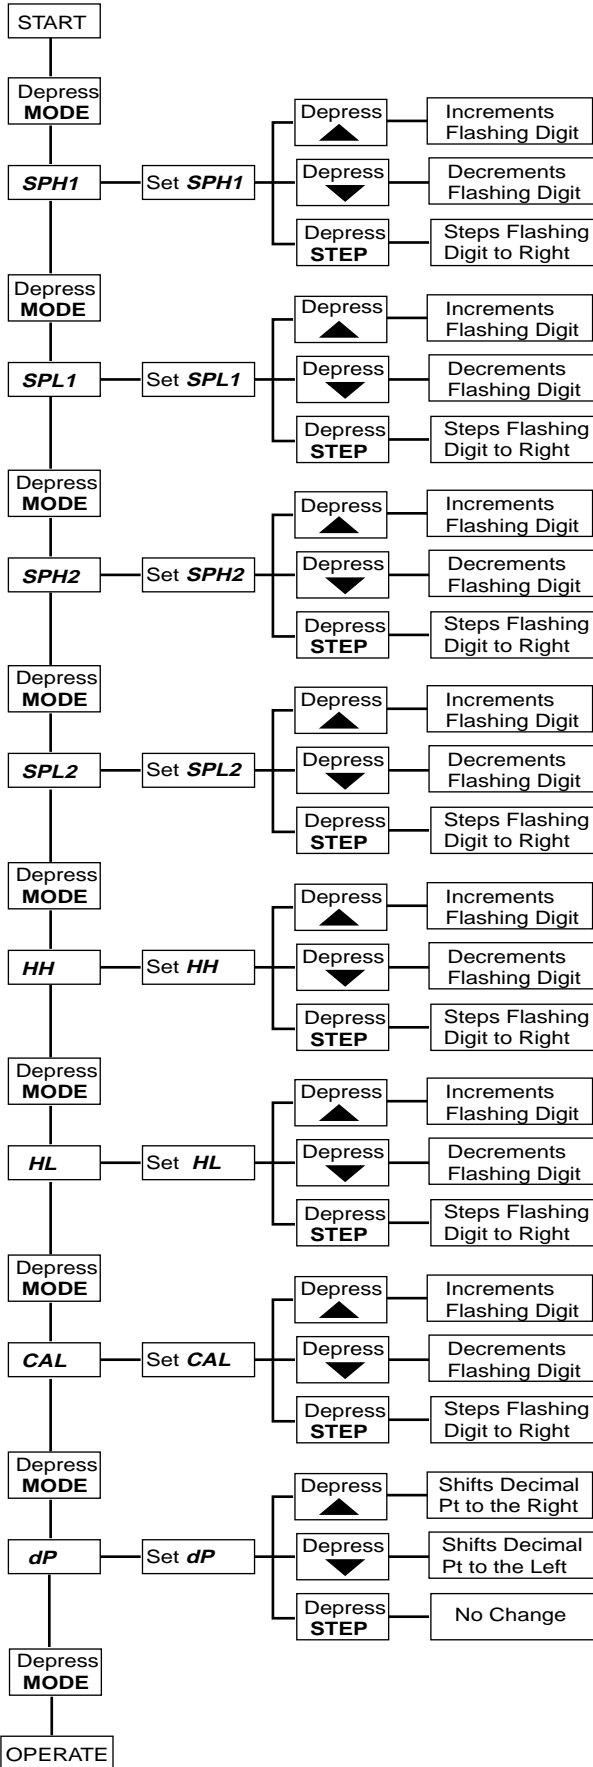 START
Depress
MODE
SPH1
Set SPH1
Depress
Increments
Flashing Digit
Depress
Decrements
Flashing Digit
Depress
STEP
Steps Flashing
Digit to Right
Depress
MODE
SPL1
Set SPL1
Depress
Increments
Flashing Digit
Depress
Decrements
Flashing Digit
Depress
STEP
Steps Flashing
Digit to Right
Depress
MODE
SPH2
Set SPH2
Depress
Increments
Flashing Digit
Depress
Decrements
Flashing Digit
Depress
STEP
Steps Flashing
Digit to Right
Depress
MODE
SPL2
Set SPL2
Depress
Increments
Flashing Digit
Depress
Decrements
Flashing Digit
Depress
STEP
Steps Flashing
Digit to Right
Depress
MODE
HH
Set HH
Depress
Increments
Flashing Digit
Depress
Decrements
Flashing Digit
Depress
STEP
Steps Flashing
Digit to Right
Depress
MODE
HL
Set HL
Depress
Increments
Flashing Digit
Depress
Decrements
Flashing Digit
Depress
STEP
Steps Flashing
Digit to Right
Depress
MODE
CAL
Set CAL
Depress
Increments
Flashing Digit
Depress
Decrements
Flashing Digit
Depress
STEP
Steps Flashing
Digit to Right
Depress
MODE
dP
Set dP
Depress
Shifts Decimal
Pt to the Right
Depress
Shifts Decimal
Pt to the Left
Depress
STEP
No Change
Depress
MODE
OPERATE